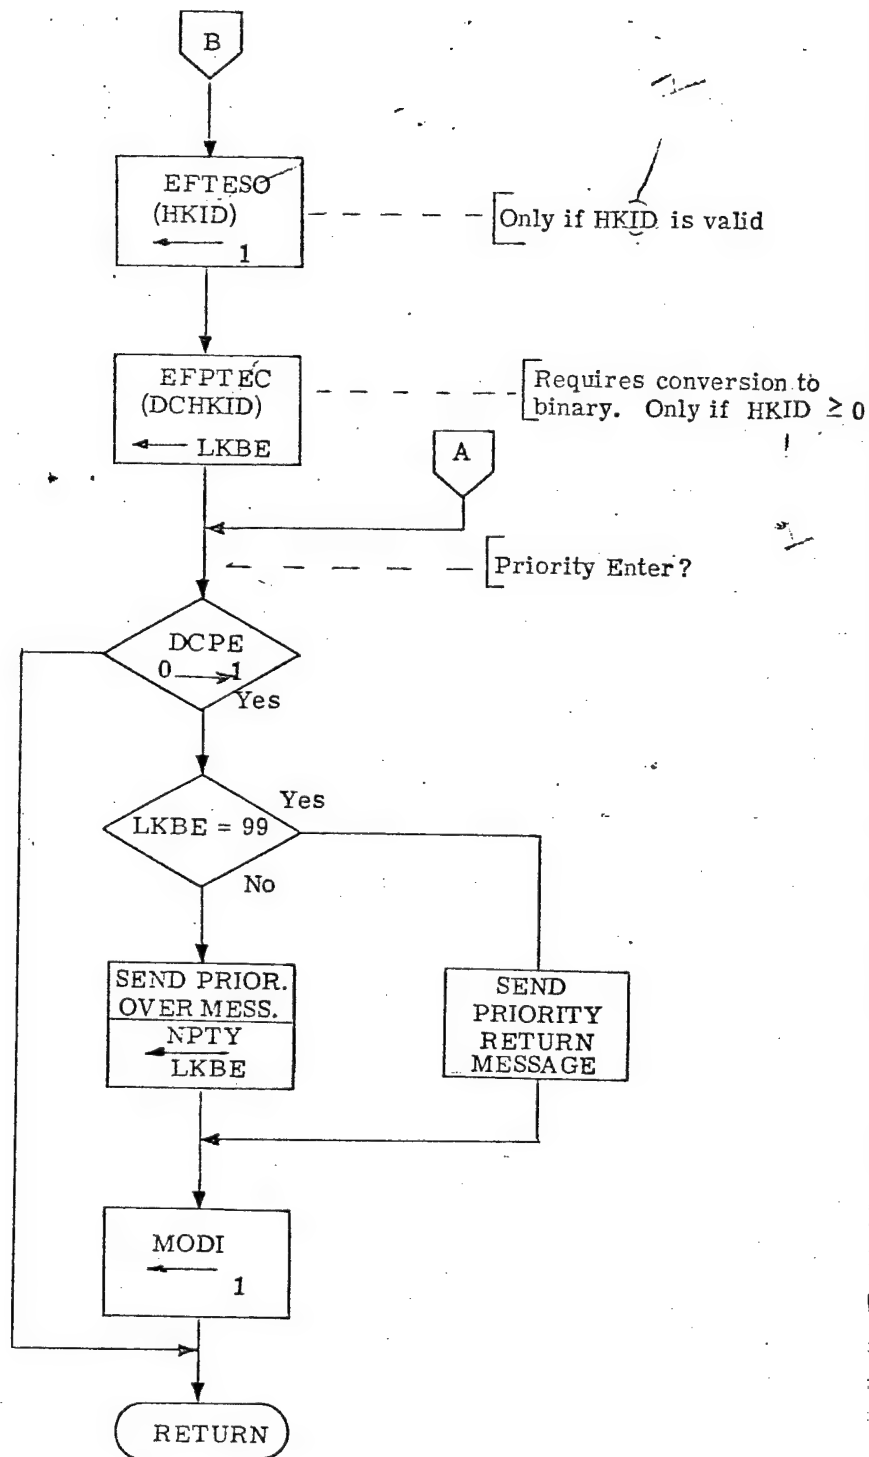 B
EFTESO
(HKID)
← 1
Only if HKID is valid
EFPTEC
(DCHKID)
← LKBE
Requires conversion to
binary. Only if HKID ≥ 0
A
Priority Enter?
DCPE
0 → 1
Yes
LKBE = 99
Yes
No
SEND PRIOR.
OVER MESS.
NPTY
← LKBE
SEND
PRIORITY
RETURN
MESSAGE
MODI
← 1
RETURN